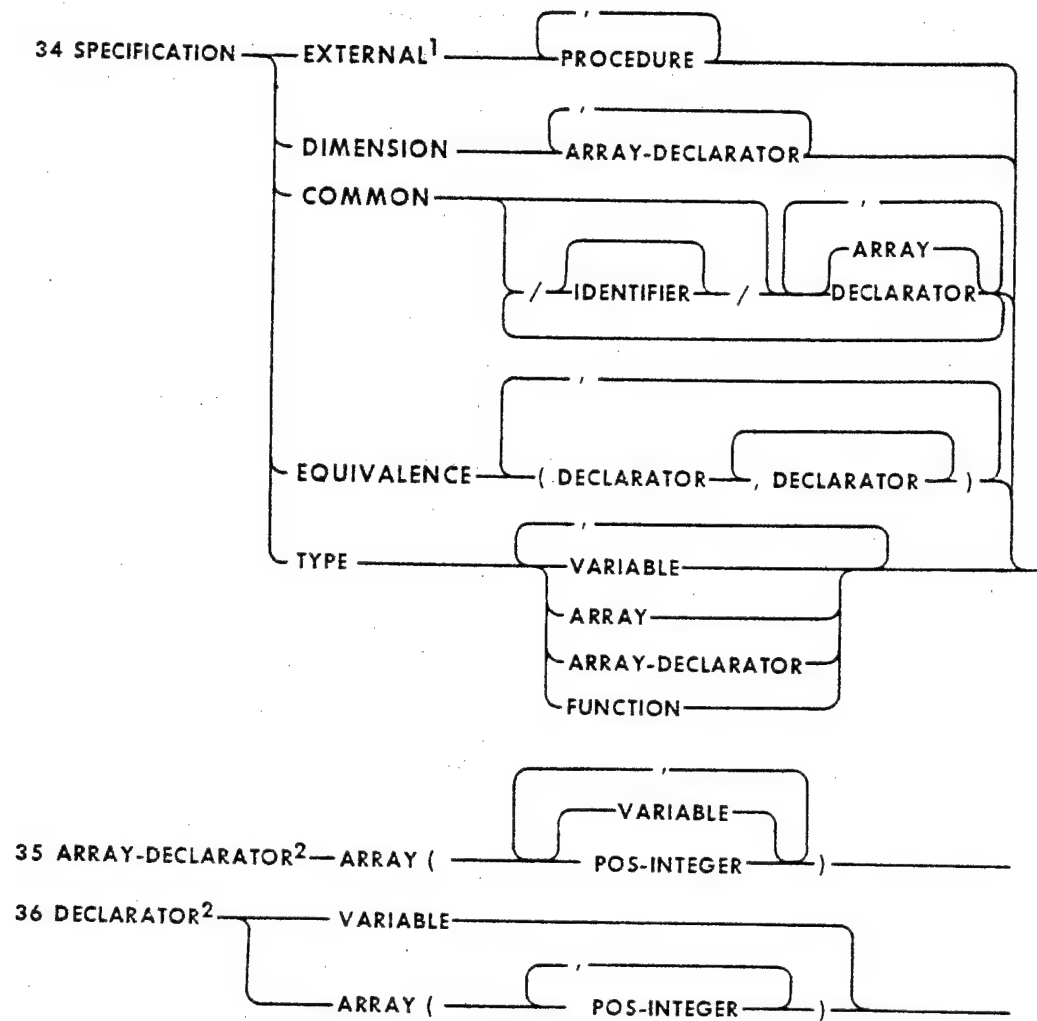 ,
34 SPECIFICATION EXTERNAL1 PROCEDURE
,
DIMENSION ARRAY-DECLARATOR
COMMON ,
ARRAY
/ IDENTIFIER / DECLARATOR
,
EQUIVALENCE ( DECLARATOR , DECLARATOR )
,
TYPE VARIABLE
ARRAY
ARRAY-DECLARATOR
FUNCTION
,
VARIABLE
35 ARRAY-DECLARATOR2 ARRAY ( POS-INTEGER )
36 DECLARATOR2 VARIABLE
,
ARRAY ( POS-INTEGER )